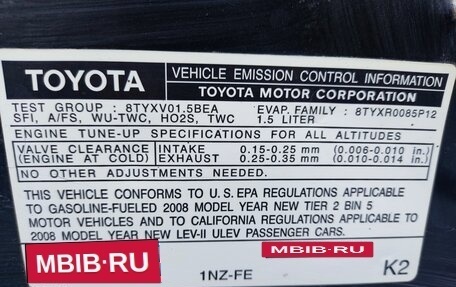 TOYOTA
VEHICLE EMISSION CONTROL INFORMATION
TOYOTA MOTOR CORPORATION
TEST GROUP : 8TYXV01.5BEA EVAP. FAMILY : 8TYXR0085P12
SFI, A/FS, WU-TWC, HO2S, TWC 1.5 LITER
ENGINE TUNE-UP SPECIFICATIONS FOR ALL ALTITUDES
VALVE CLEARANCE INTAKE 0.15-0.25 mm (0.006-0.010 in.)
(ENGINE AT COLD) EXHAUST 0.25-0.35 mm (0.010-0.014 in.)
NO OTHER ADJUSTMENTS NEEDED.
THIS VEHICLE CONFORMS TO U.S.EPA REGULATIONS APPLICABLE
TO GASOLINE-FUELED 2008 MODEL YEAR NEW TIER 2 BIN 5
MOTOR VEHICLES AND TO CALIFORNIA REGULATIONS APPLICABLE TO
2008 MODEL YEAR NEW LEV-II ULEV PASSENGER CARS.
MBIB·RU
MBIB·RU
1NZ-FE
K2